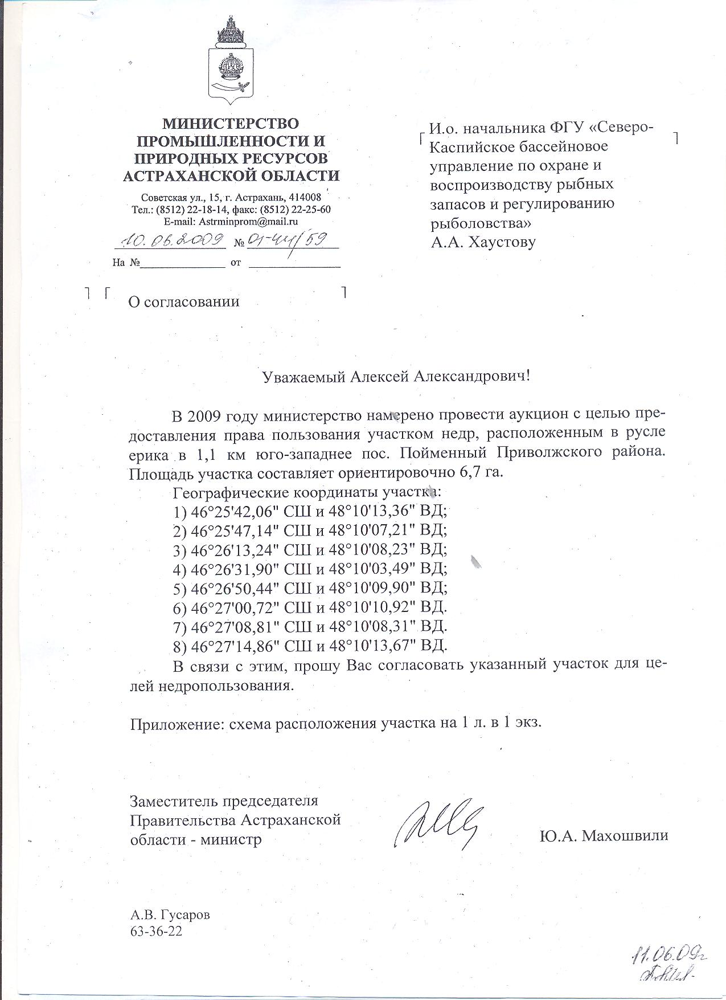 МИНИСТЕРСТВО
ПРОМЫШЛЕННОСТИ И
ПРИРОДНЫХ РЕСУРСОВ
АСТРАХАНСКОЙ ОБЛАСТИ
Советская ул., 15, г. Астрахань, 414008
Тел.: (8512) 22-18-14, факс: (8512) 22-25-60
E-mail: Astrminprom@mail.ru
10.06.2009 №
На № от
И.о. начальника ФГУ «Северо-
Каспийское бассейновое
управление по охране и
воспроизводству рыбных
запасов и регулированию
рыболовства»
А.А. Хаустову
О согласовании
Уважаемый Алексей Александрович!
В 2009 году министерство намерено провести аукцион с целью пре-
доставления права пользования участком недр, расположенным в русле
ерика в 1,1 км юго-западнее пос. Пойменный Приволжского района.
Площадь участка составляет ориентировочно 6,7 га.
Географические координаты участка:
1) 46°25'42,06" СШ и 48°10'13,36" ВД;
2) 46°25'47,14" СШ и 48°10'07,21" ВД;
3) 46°26'13,24" СШ и 48°10'08,23" ВД;
4) 46°26'31,90" СШ и 48°10'03,49" ВД;
5) 46°26'50,44" СШ и 48°10'09,90" ВД;
6) 46°27'00,72" СШ и 48°10'10,92" ВД.
7) 46°27'08,81" СШ и 48°10'08,31" ВД.
8) 46°27'14,86" СШ и 48°10'13,67" ВД.
В связи с этим, прошу Вас согласовать указанный участок для це-
лей недропользования.
Приложение: схема расположения участка на 1 л. в 1 экз.
Заместитель председателя
Правительства Астраханской
области - министр
Ю.А. Махошвили
А.В. Гусаров
63-36-22
11.06.09г